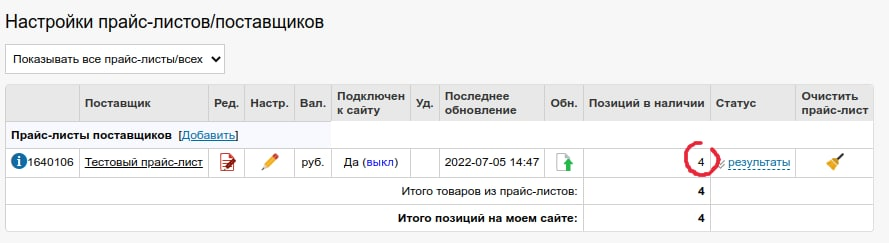 Настройки прайс-листов/поставщиков
Показывать все прайс-листы/всех
Поставщик Ред. Настр. Вал. Подключен к сайту Уд. Последнее обновление Обн. Позиций в наличии Статус Очистить прайс-лист
Прайс-листы поставщиков [Добавить]
1640106 Тестовый прайс-лист руб. Да (выкл) 2022-07-05 14:47 4 результаты
Итого товаров из прайс-листов: 4
Итого позиций на моем сайте: 4